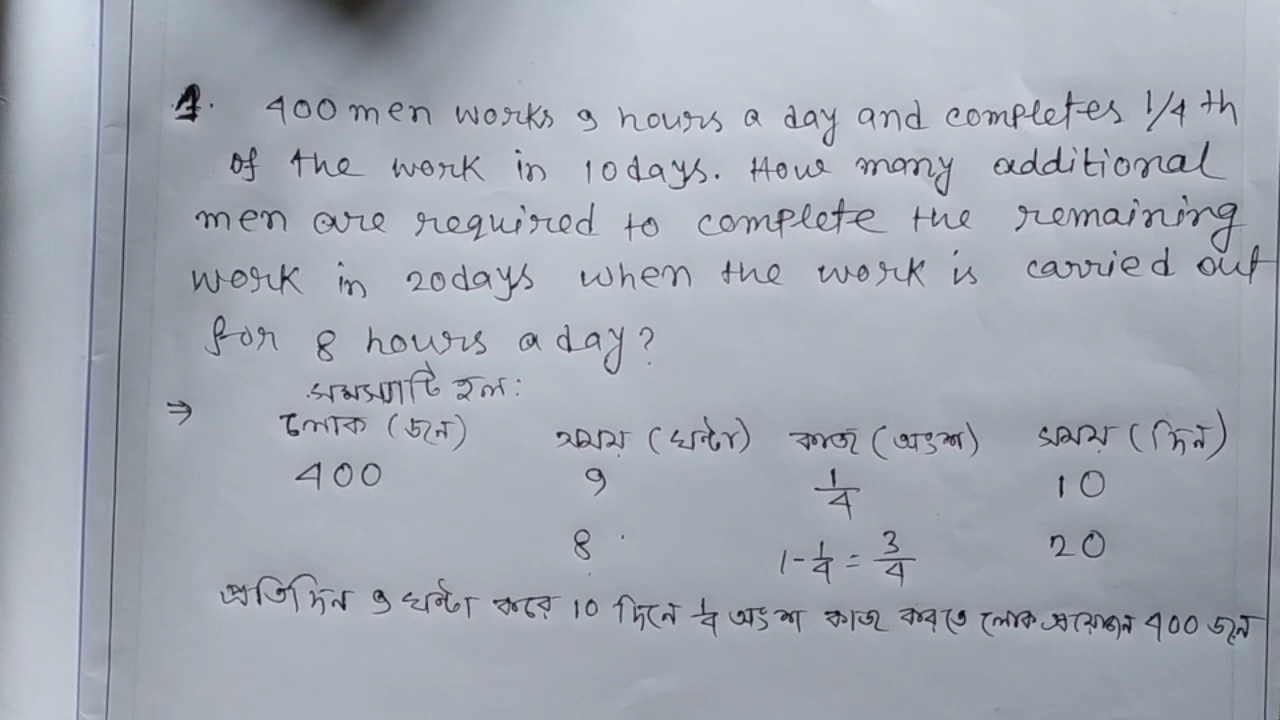 1. 400 men works 9 hours a day and completes 1/4 th
of the work in 10 days. How many additional
men are required to complete the remaining
work in 20 days when the work is carried out
for 8 hours a day?
সমস্যাটি হল:
⇒ লোক (জন) সময় (ঘন্টা) কাজ (অংশ) সময় (দিন)
400 9 1/4 10
8 1-1/4 = 3/4 20
প্রতিদিন 9 ঘন্টা করে 10 দিনে 1/4 অংশ কাজ করতে লোক প্রয়োজন 400 জন